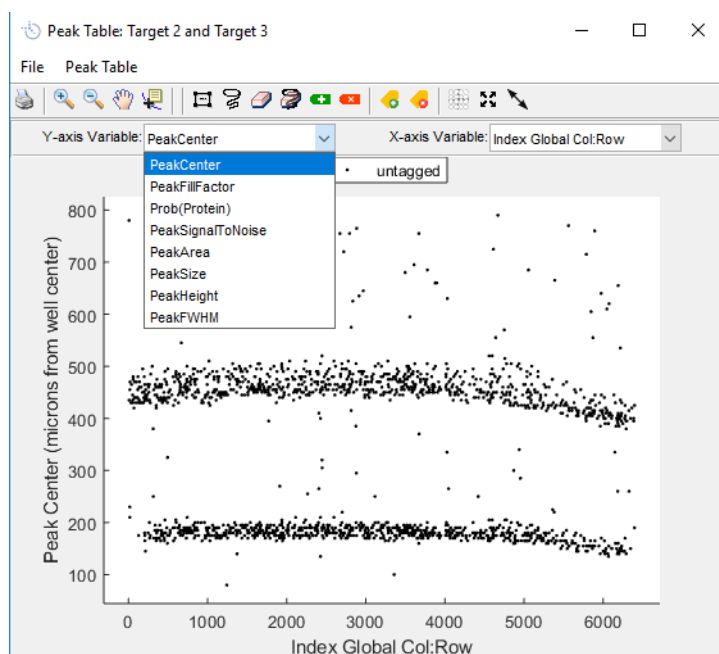 Peak Table: Target 2 and Target 3
File Peak Table
Y-axis Variable: PeakCenter X-axis Variable: Index Global Col:Row
PeakCenter
PeakFillFactor
Prob(Protein)
PeakSignalToNoise
PeakArea
PeakSize
PeakHeight
PeakFWHM
untagged
Peak Center (microns from well center)
800
700
600
500
400
300
200
100
0 1000 2000 3000 4000 5000 6000
Index Global Col:Row